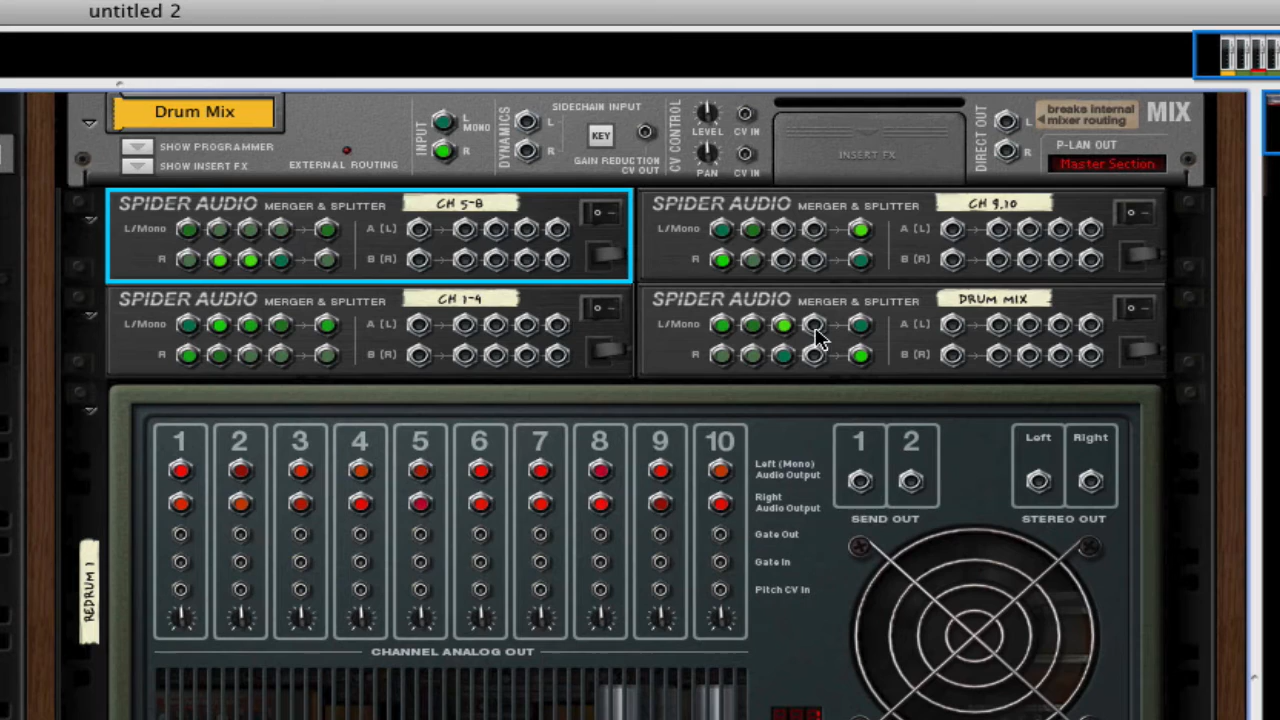 untitled 2
Drum Mix
SHOW PROGRAMMER
SHOW INSERT FX
EXTERNAL ROUTING
INPUT
L
MONO
R
DYNAMICS
L
R
SIDECHAIN INPUT
KEY
GAIN REDUCTION
CV OUT
CV CONTROL
LEVEL
CV IN
PAN
CV IN
INSERT FX
DIRECT OUT
L
R
breaks internal
mixer routing
MIX
P-LAN OUT
Master Section
SPIDER AUDIO MERGER & SPLITTER
CH 5-8
L/Mono
A [L]
R
B [R]
SPIDER AUDIO MERGER & SPLITTER
CH 9,10
L/Mono
A [L]
R
B [R]
SPIDER AUDIO MERGER & SPLITTER
CH 1-4
L/Mono
A [L]
R
B [R]
SPIDER AUDIO MERGER & SPLITTER
DRUM MIX
L/Mono
A [L]
R
B [R]
REDRUM 1
1 2 3 4 5 6 7 8 9 10
Left (Mono)
Audio Output
Right
Audio Output
Gate Out
Gate In
Pitch CV In
CHANNEL ANALOG OUT
1 2
SEND OUT
Left Right
STEREO OUT